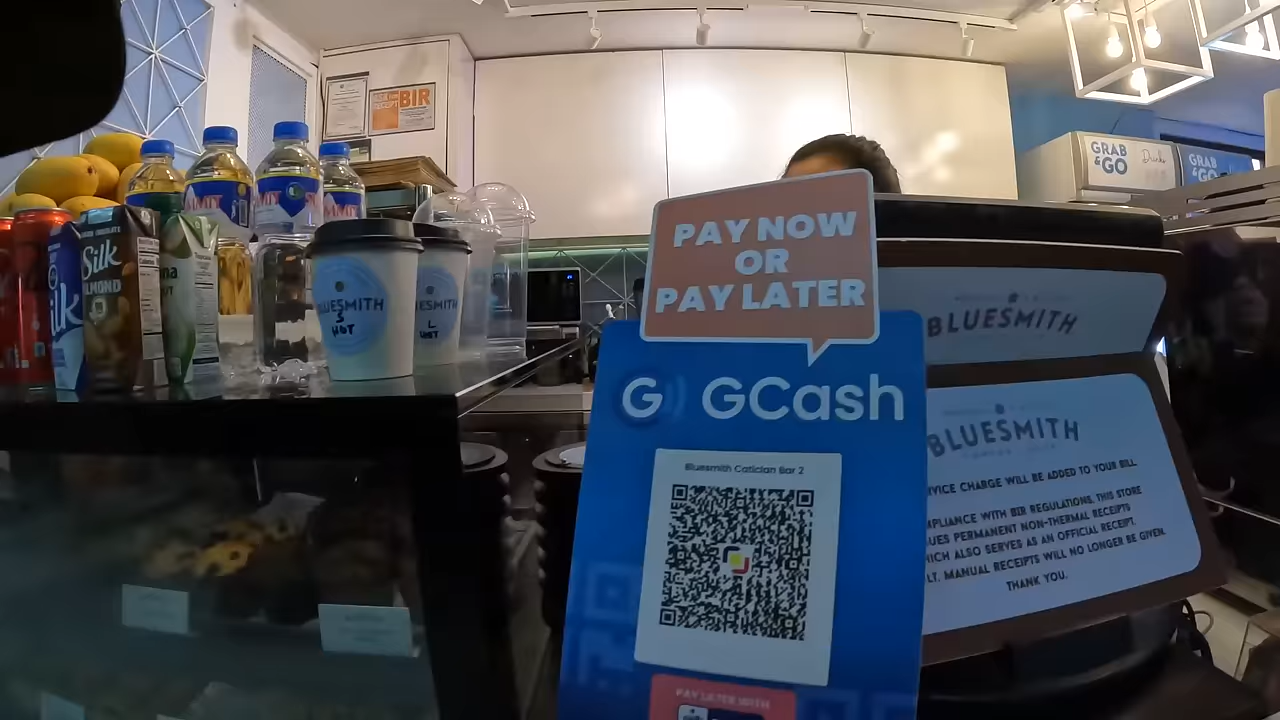 BIR
GRAB
& GO
Drink
GRAB
& GO
Silk
ALMOND
BLUESMITH
S
HOT
ESMITH
L
HOT
PAY NOW
OR
PAY LATER
G GCash
Bluesmith Caticlan Bar 2
PAY LATER WITH
BLUESMITH
BLUESMITH
VICE CHARGE WILL BE ADDED TO YOUR BILL
MPLIANCE WITH BIR REGULATIONS, THIS STORE
UES PERMANENT NON-THERMAL RECEIPTS
HICH ALSO SERVES AS AN OFFICIAL RECEIPT.
LT. MANUAL RECEIPTS WILL NO LONGER BE GIVEN.
THANK YOU.